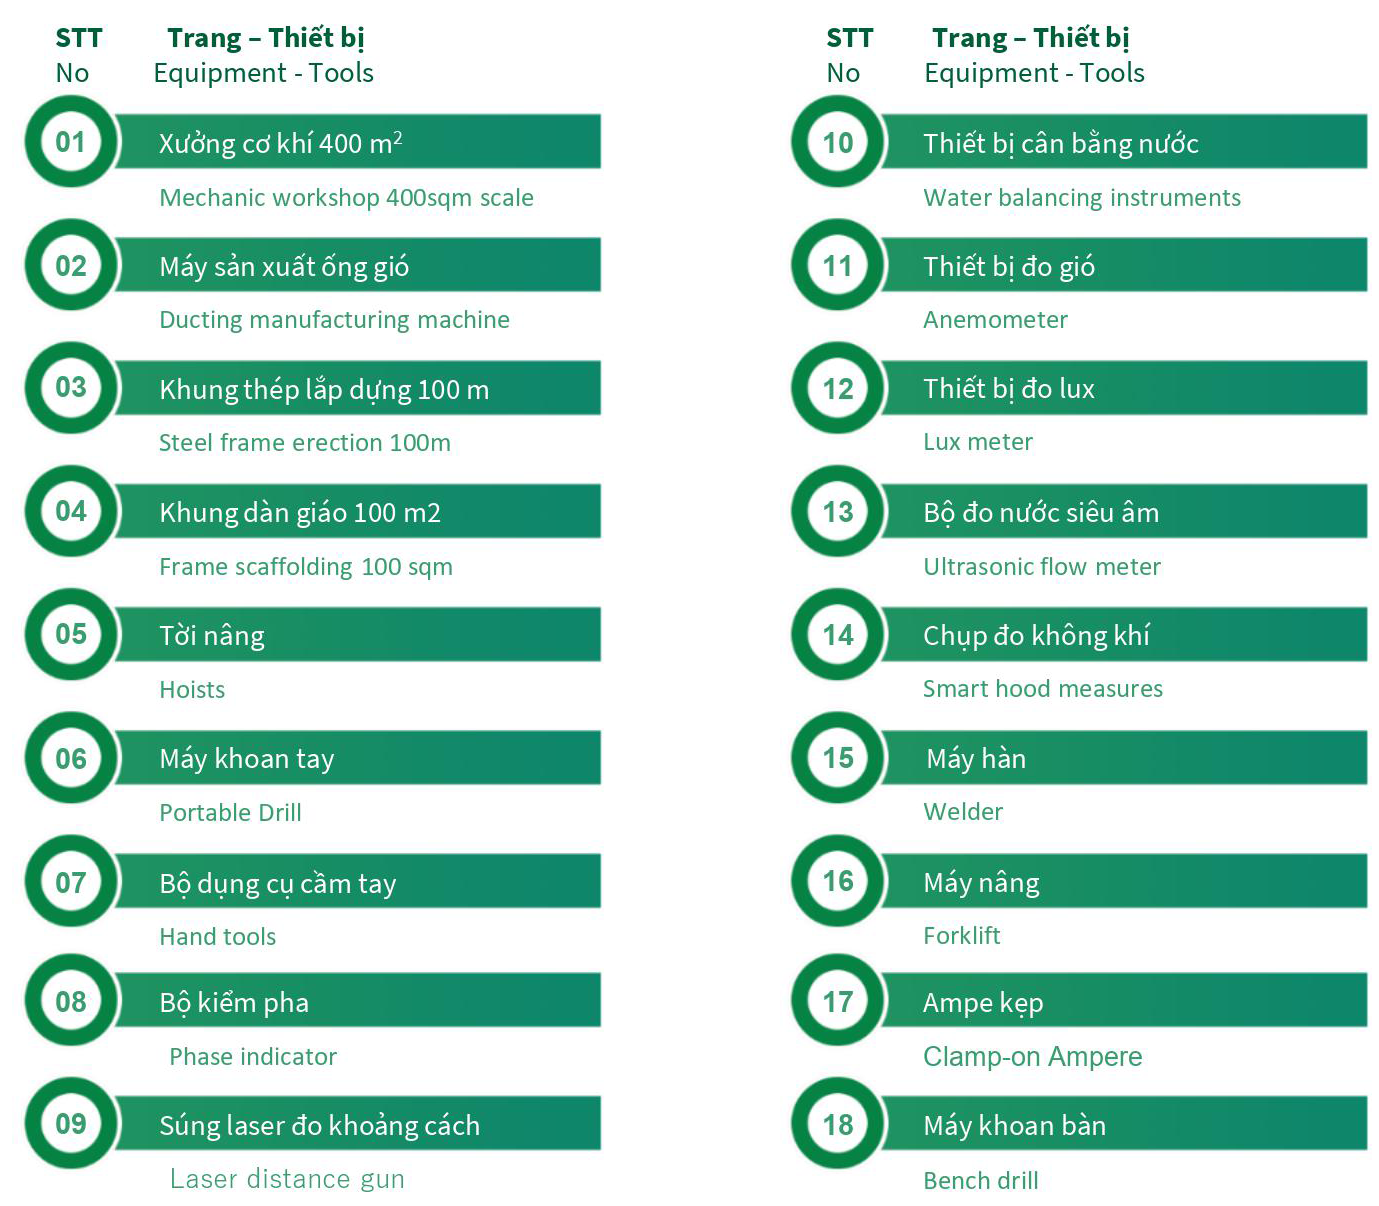 STT Trang – Thiết bị
No Equipment - Tools
01 Xưởng cơ khí 400 m²
Mechanic workshop 400sqm scale
02 Máy sản xuất ống gió
Ducting manufacturing machine
03 Khung thép lắp dựng 100 m
Steel frame erection 100m
04 Khung dàn giáo 100 m2
Frame scaffolding 100 sqm
05 Tời nâng
Hoists
06 Máy khoan tay
Portable Drill
07 Bộ dụng cụ cầm tay
Hand tools
08 Bộ kiểm pha
Phase indicator
09 Súng laser đo khoảng cách
Laser distance gun
STT Trang – Thiết bị
No Equipment - Tools
10 Thiết bị cân bằng nước
Water balancing instruments
11 Thiết bị đo gió
Anemometer
12 Thiết bị đo lux
Lux meter
13 Bộ đo nước siêu âm
Ultrasonic flow meter
14 Chụp đo không khí
Smart hood measures
15 Máy hàn
Welder
16 Máy nâng
Forklift
17 Ampe kẹp
Clamp-on Ampere
18 Máy khoan bàn
Bench drill